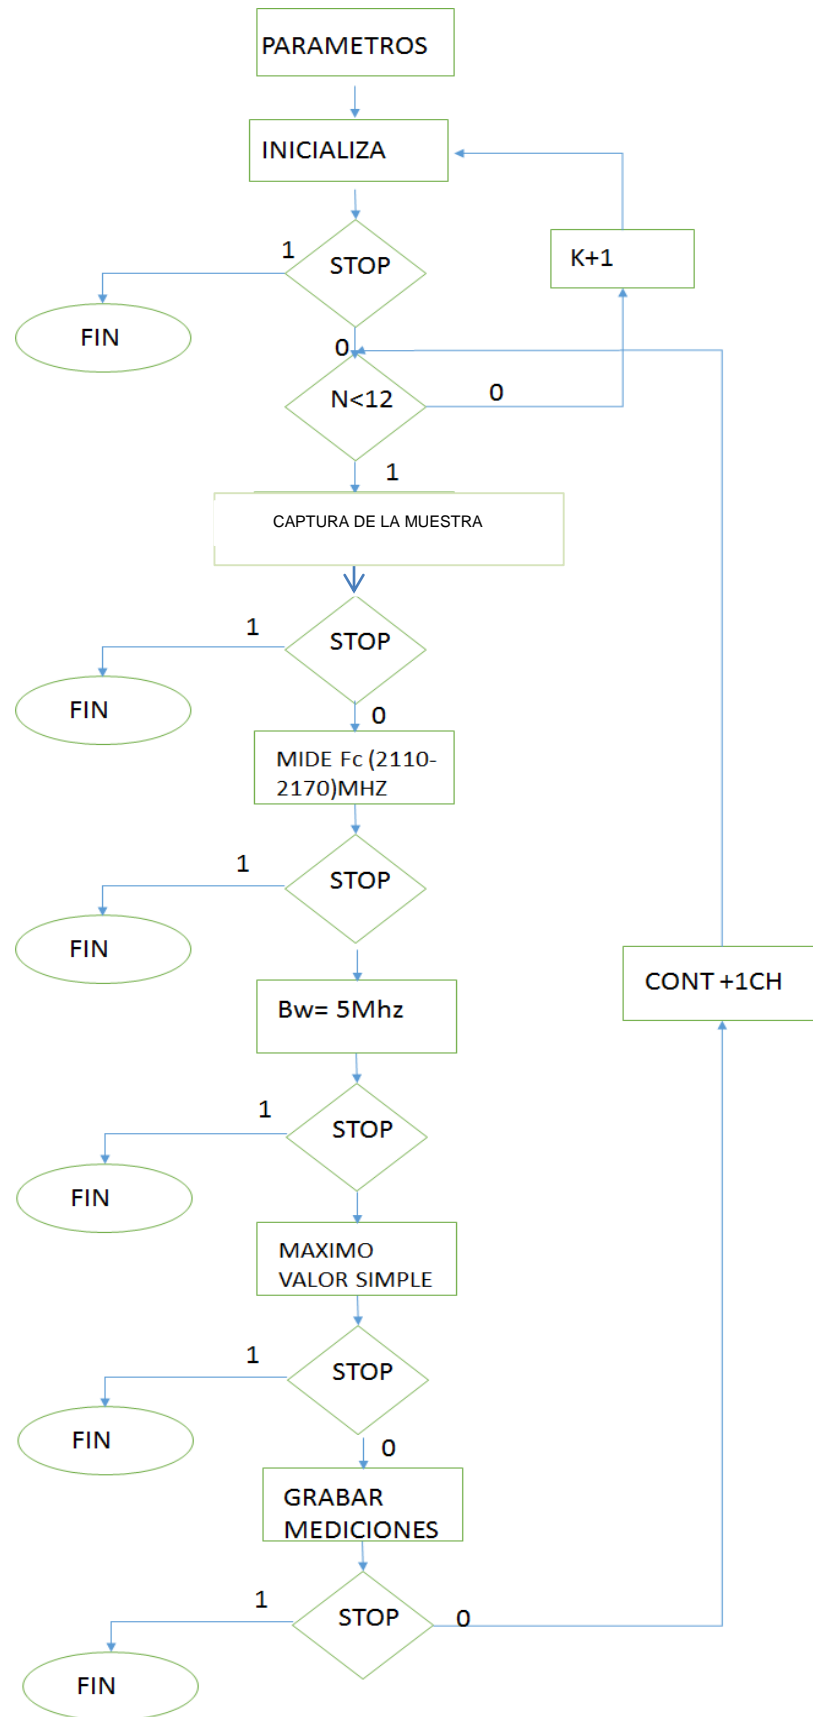 PARAMETROS
INICIALIZA
1
STOP
K+1
FIN
0
N<12
0
1
CAPTURA DE LA MUESTRA
1
STOP
FIN
0
MIDE Fc (2110-
2170)MHZ
1
STOP
FIN
Bw= 5Mhz
CONT +1CH
1
STOP
FIN
MAXIMO
VALOR SIMPLE
1
STOP
FIN
0
GRABAR
MEDICIONES
1
STOP
0
FIN